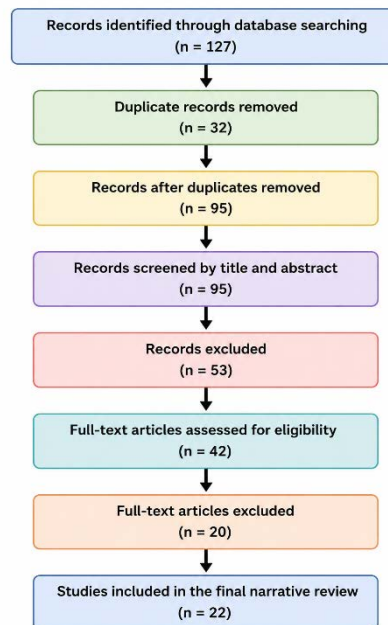 Records identified through database searching
(n = 127)
Duplicate records removed
(n = 32)
Records after duplicates removed
(n = 95)
Records screened by title and abstract
(n = 95)
Records excluded
(n = 53)
Full-text articles assessed for eligibility
(n = 42)
Full-text articles excluded
(n = 20)
Studies included in the final narrative review
(n = 22)